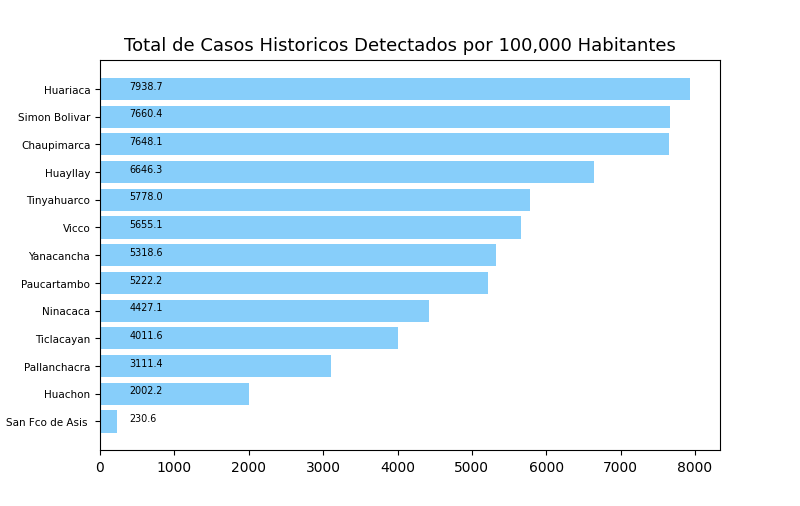 Total de Casos Historicos Detectados por 100,000 Habitantes
Huariaca 7938.7
Simon Bolivar 7660.4
Chaupimarca 7648.1
Huayllay 6646.3
Tinyahuarco 5778.0
Vicco 5655.1
Yanacancha 5318.6
Paucartambo 5222.2
Ninacaca 4427.1
Ticlacayan 4011.6
Pallanchacra 3111.4
Huachon 2002.2
San Fco de Asis 230.6
0 1000 2000 3000 4000 5000 6000 7000 8000